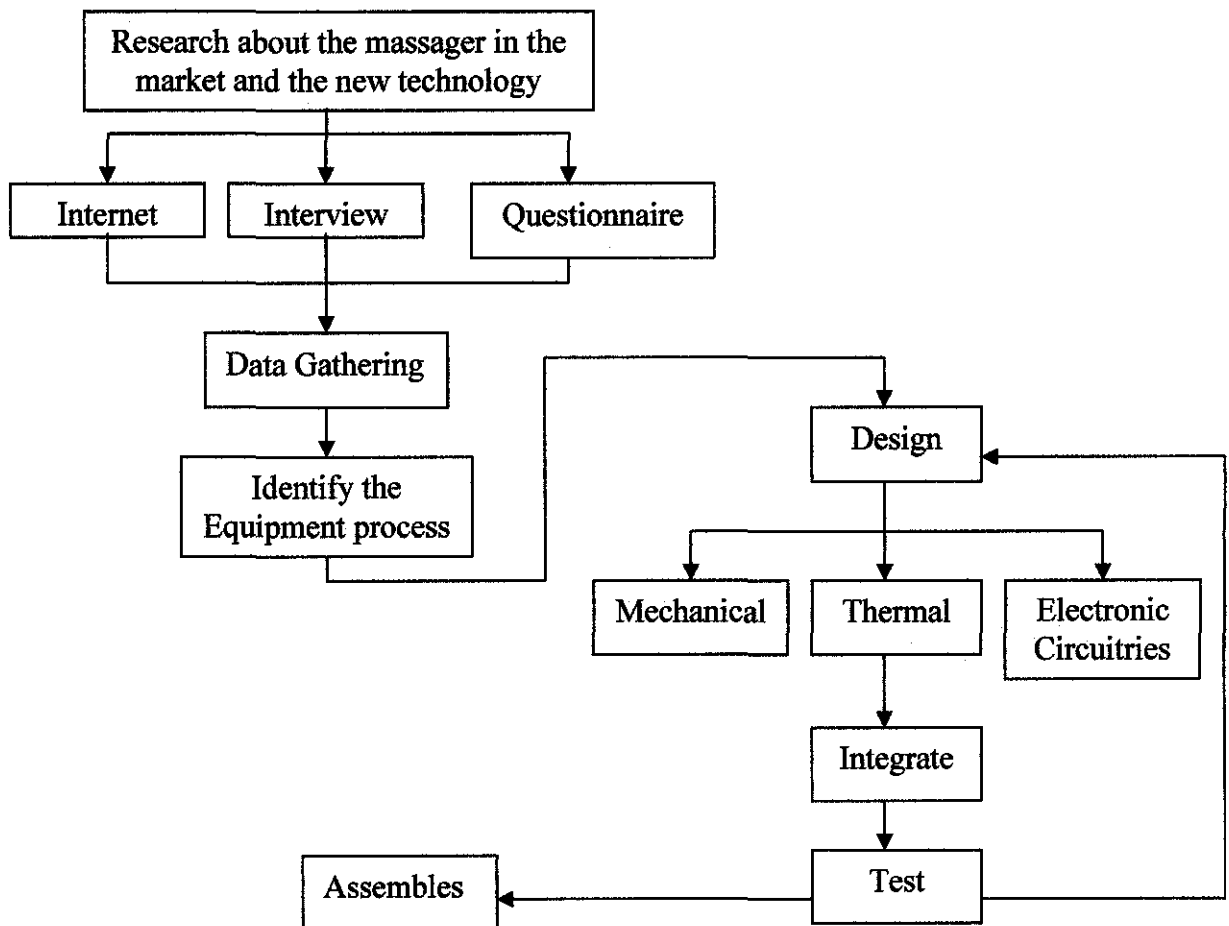 Research about the massager in the
market and the new technology
Internet
Interview
Questionnaire
Data Gathering
Identify the
Equipment process
Design
Mechanical
Thermal
Electronic
Circuitries
Integrate
Test
Assembles